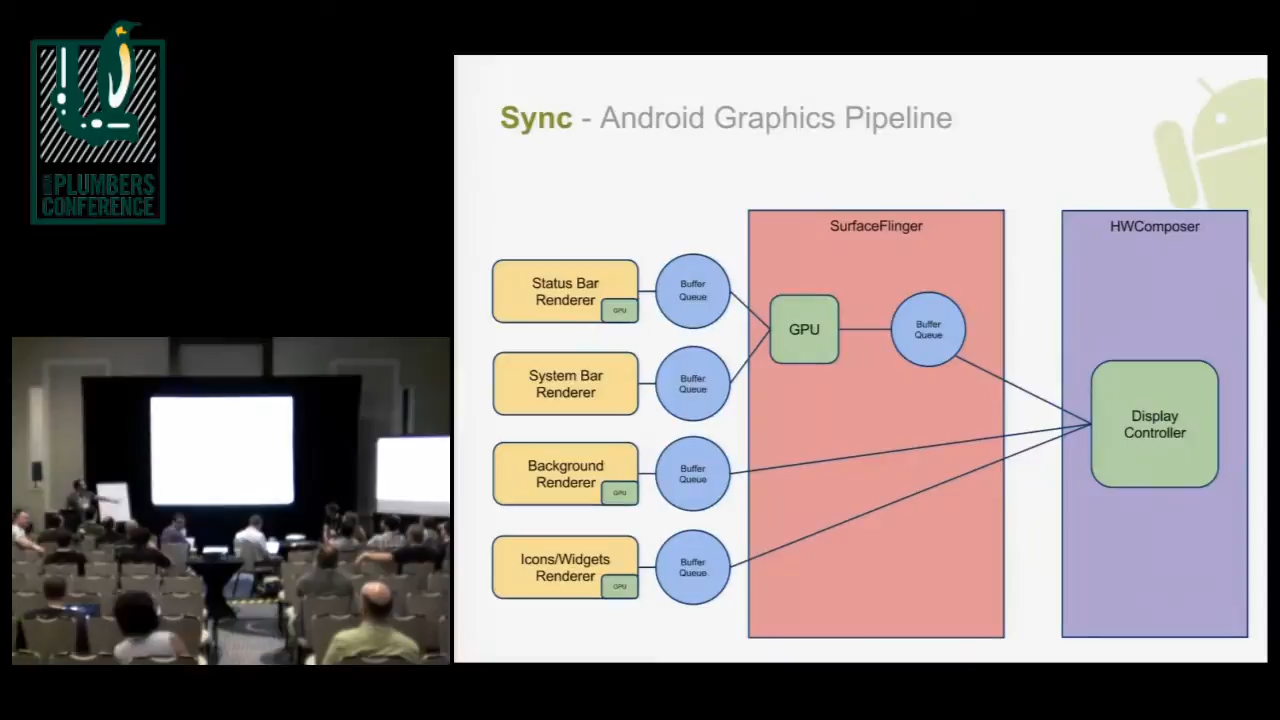 PLUMBERS
CONFERENCE
Sync - Android Graphics Pipeline
SurfaceFlinger
HWComposer
Status Bar
Renderer
GPU
Buffer
Queue
GPU
Buffer
Queue
System Bar
Renderer
Buffer
Queue
Display
Controller
Background
Renderer
GPU
Buffer
Queue
Icons/Widgets
Renderer
GPU
Buffer
Queue